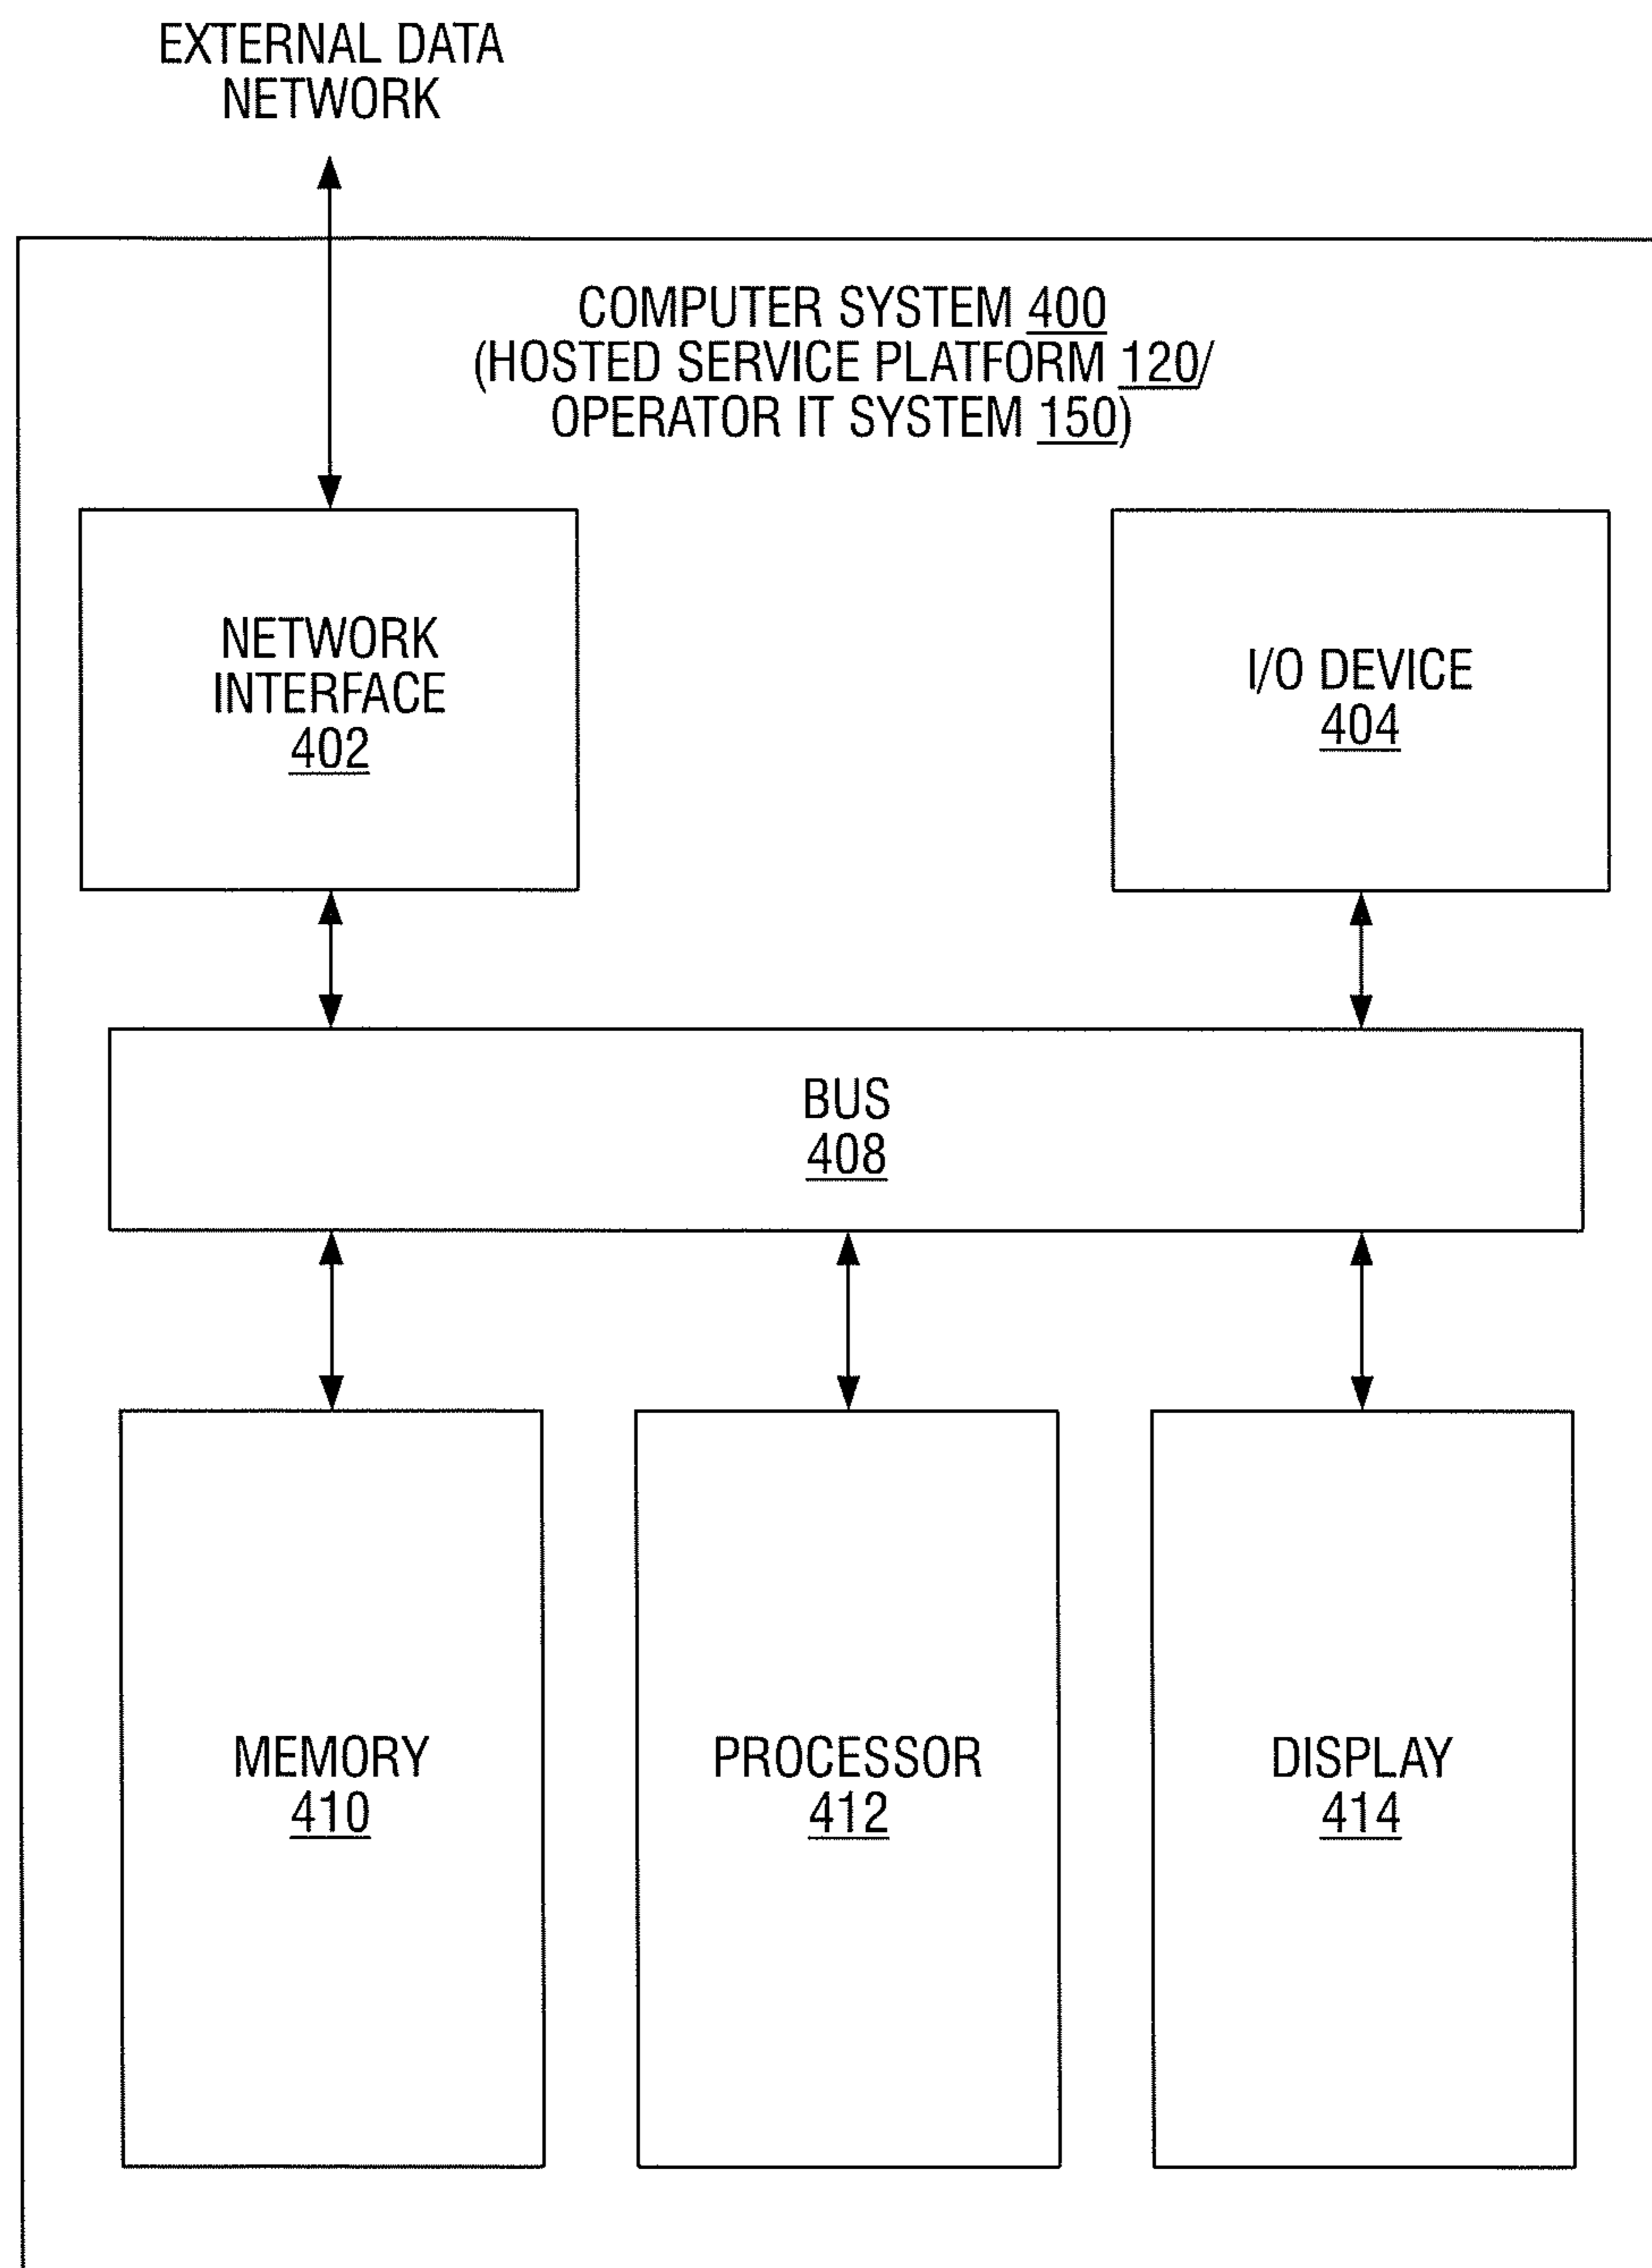 EXTERNAL DATA
NETWORK
COMPUTER SYSTEM 400
(HOSTED SERVICE PLATFORM 120/
OPERATOR IT SYSTEM 150)
NETWORK
INTERFACE
402
I/O DEVICE
404
BUS
408
MEMORY
410
PROCESSOR
412
DISPLAY
414